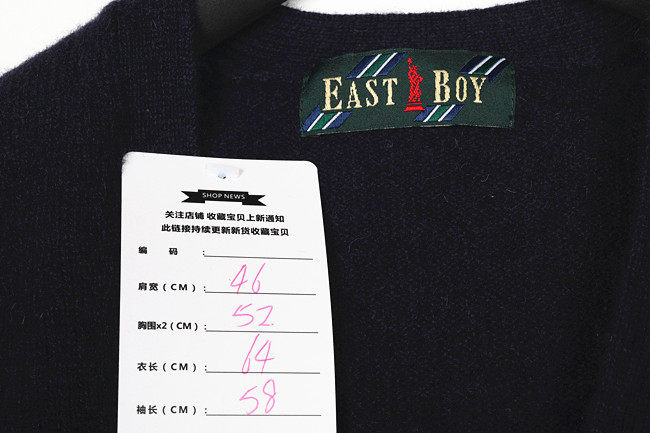 EAST BOY
SHOP NEWS
关注店铺 收藏宝贝上新通知
此链接持续更新新货收藏宝贝
编 码 :
肩宽(CM): 46
胸围x2(CM): 52
衣长(CM): 64
袖长(CM): 58